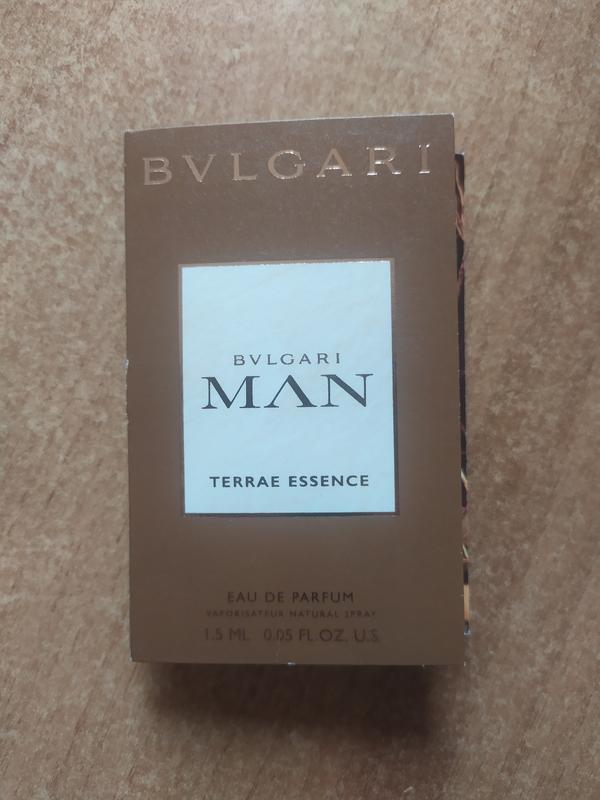 BVLGARI
BVLGARI
MAN
TERRAE ESSENCE
EAU DE PARFUM
VAPORISATEUR NATURAL SPRAY
1.5 ML 0.05 FL.OZ. U.S.